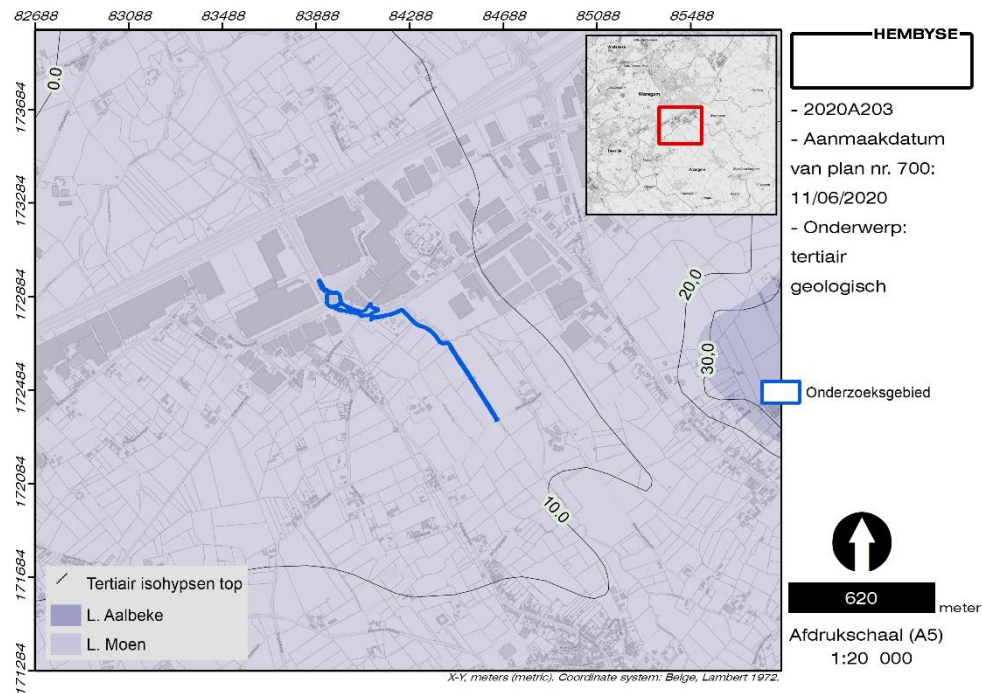 82688 83088 83488 83888 84288 84688 85088 85488
173684
173284
172884
172484
172084
171684
171284
0.0
20,0
30,0
10.0
Waregem
Anzegem
HEMBYSE
- 2020A203
- Aanmaakdatum
van plan nr. 700:
11/06/2020
- Onderwerp:
tertiair
geologisch
Onderzoeksgebied
Tertiair isohypsen top
L. Aalbeke
L. Moen
620
meter
Afdrukschaal (A5)
1:20 000
X-Y, meters (metric). Coordinate system: Belge, Lambert 1972.